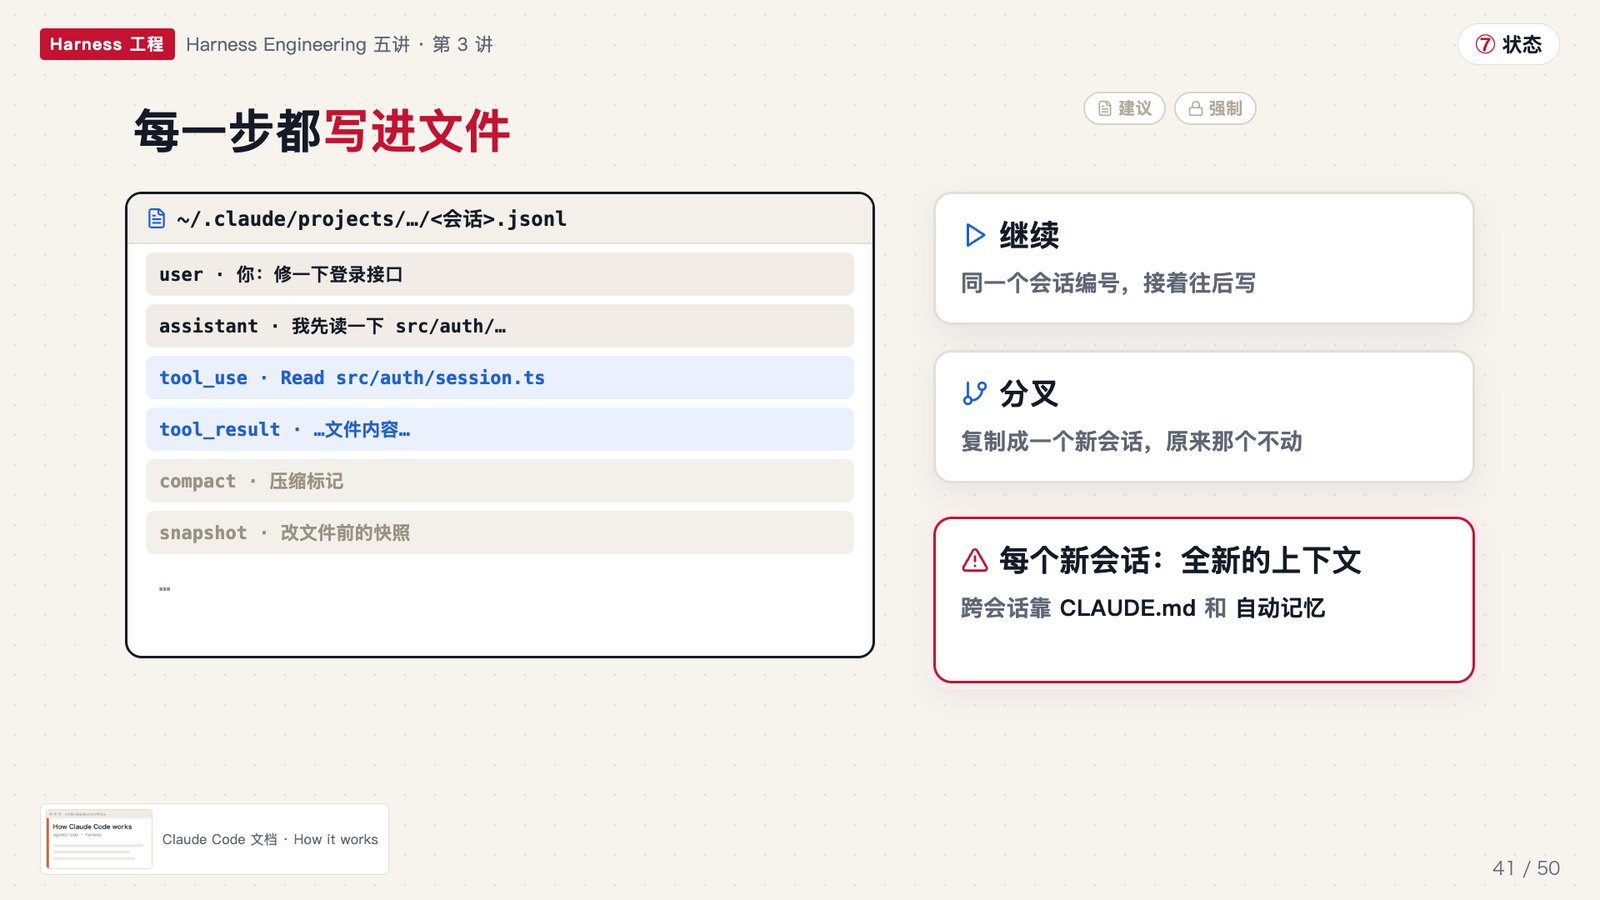 Harness 工程 Harness Engineering 五讲 · 第 3 讲
⑦ 状态
每一步都写进文件
建议 强制
~/.claude/projects/…/<会话>.jsonl
user · 你：修一下登录接口
assistant · 我先读一下 src/auth/…
tool_use · Read src/auth/session.ts
tool_result · …文件内容…
compact · 压缩标记
snapshot · 改文件前的快照
…
继续
同一个会话编号，接着往后写
分叉
复制成一个新会话，原来那个不动
每个新会话：全新的上下文
跨会话靠 CLAUDE.md 和 自动记忆
How Claude Code works
Claude Code 文档 · How it works
41 / 50